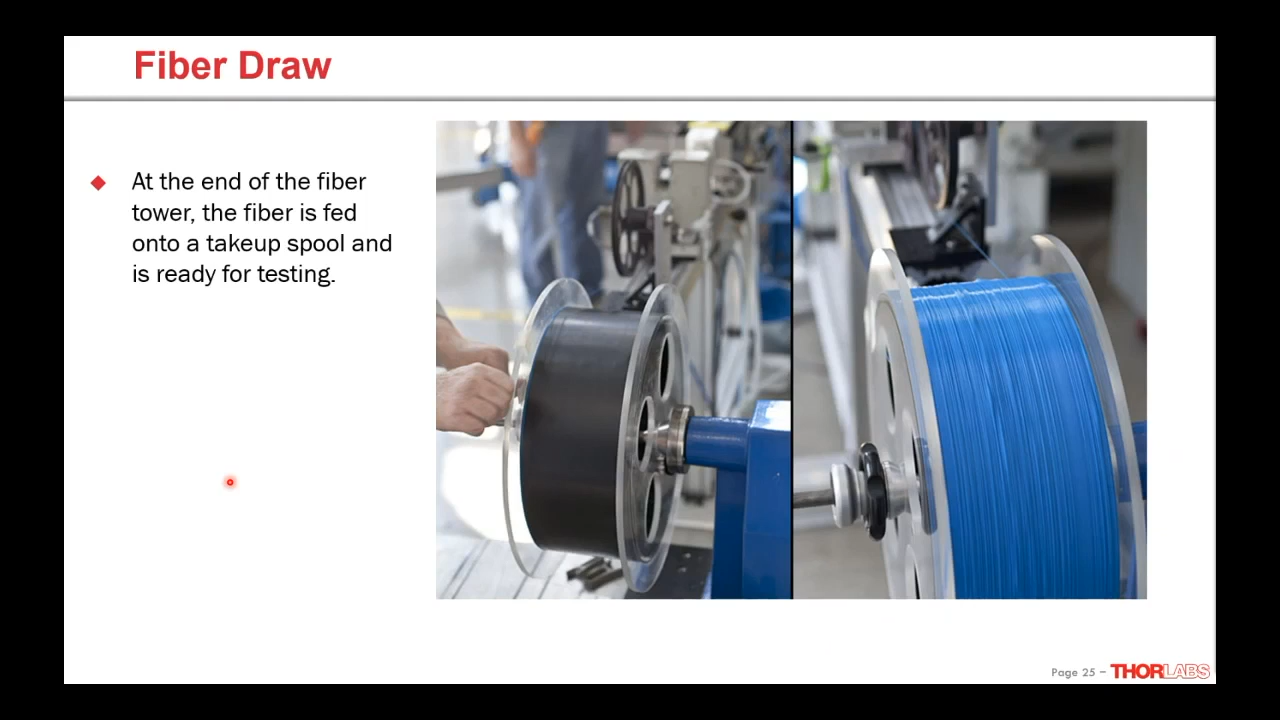 Fiber Draw
At the end of the fiber
tower, the fiber is fed
onto a takeup spool and
is ready for testing.
Page 25 – THORLABS